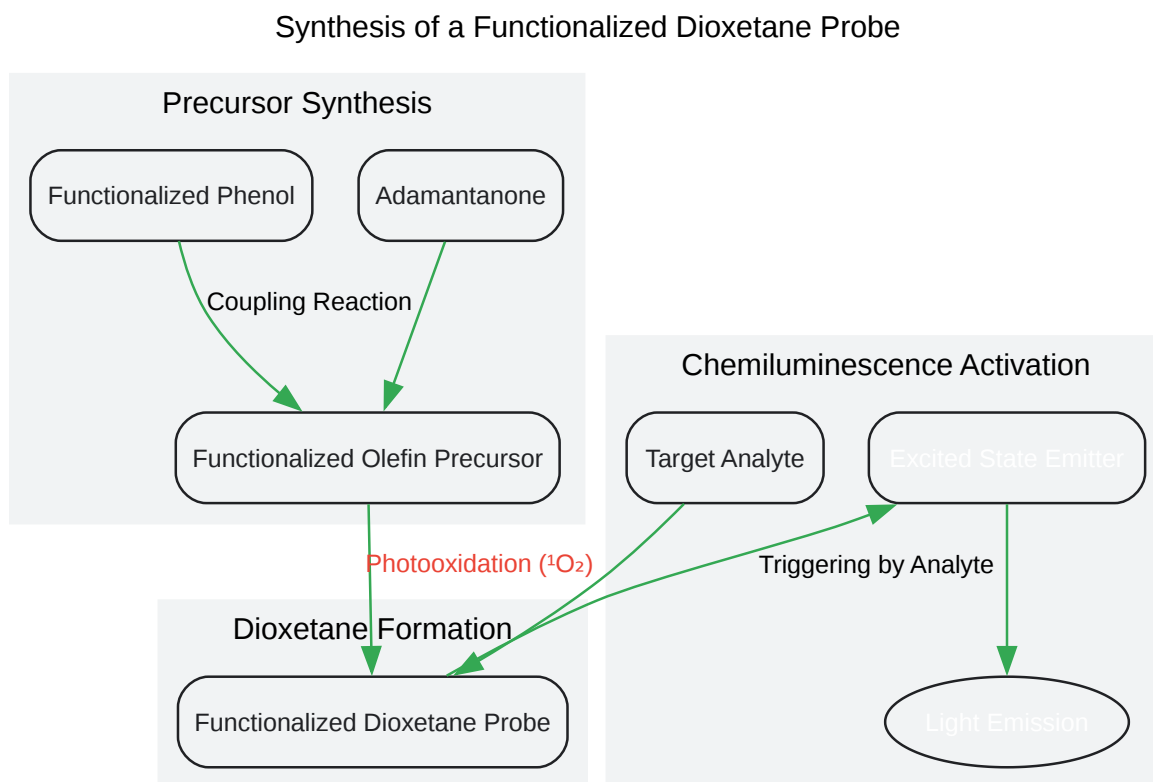 Synthesis of a Functionalized Dioxetane Probe
Precursor Synthesis
Functionalized Phenol
Adamantanone
Coupling Reaction
Functionalized Olefin Precursor
Chemiluminescence Activation
Target Analyte
Excited State Emitter
Photooxidation (¹O₂)
Triggering by Analyte
Dioxetane Formation
Functionalized Dioxetane Probe
Light Emission